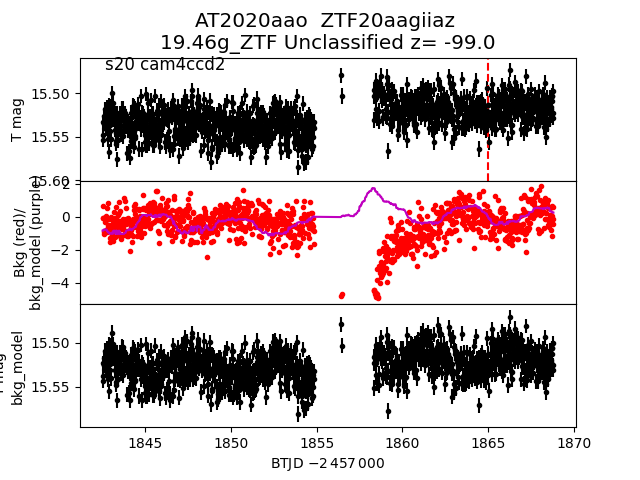 AT2020aao ZTF20aagiiaz
19.46g_ZTF Unclassified z= -99.0
s20 cam4ccd2
T mag
15.50
15.55
15.60
Bkg (red)/
bkg_model (purple)
2
0
−2
−4
bkg_model
15.50
15.55
1845 1850 1855 1860 1865 1870
BTJD −2 457 000